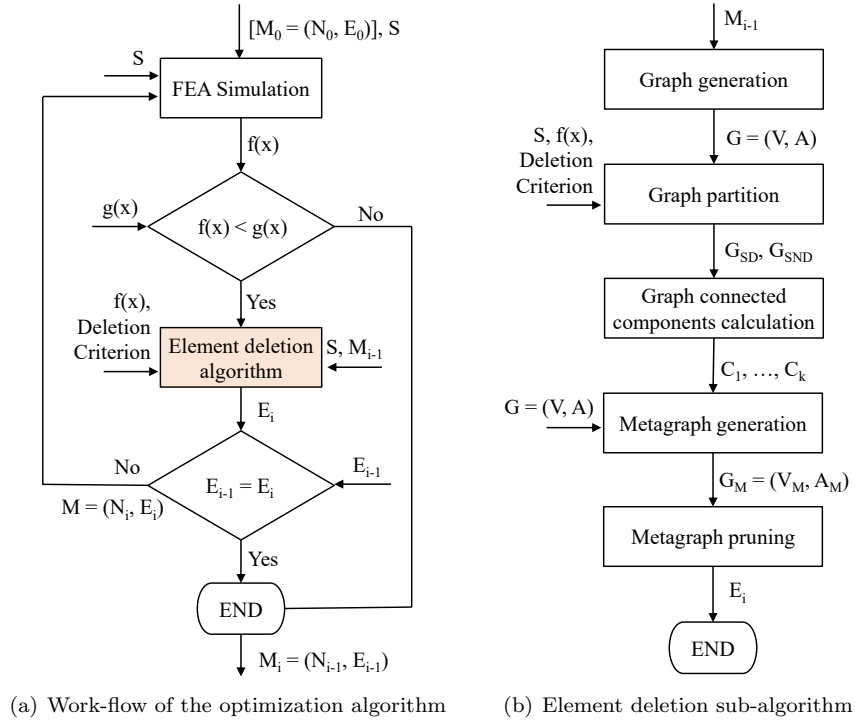 [M₀ = (N₀, E₀)], S
S
FEA Simulation
f(x)
g(x)
f(x) < g(x)
No
Yes
f(x),
Deletion
Criterion
Element deletion
algorithm
S, Mᵢ₋₁
Eᵢ
No
Eᵢ₋₁ = Eᵢ
Eᵢ₋₁
M = (Nᵢ, Eᵢ)
Yes
END
Mᵢ = (Nᵢ₋₁, Eᵢ₋₁)
(a) Work-flow of the optimization algorithm
Mᵢ₋₁
Graph generation
G = (V, A)
S, f(x),
Deletion
Criterion
Graph partition
G_SD, G_SND
Graph connected
components calculation
C₁, …, Cₖ
G = (V, A)
Metagraph generation
G_M = (V_M, A_M)
Metagraph pruning
Eᵢ
END
(b) Element deletion sub-algorithm